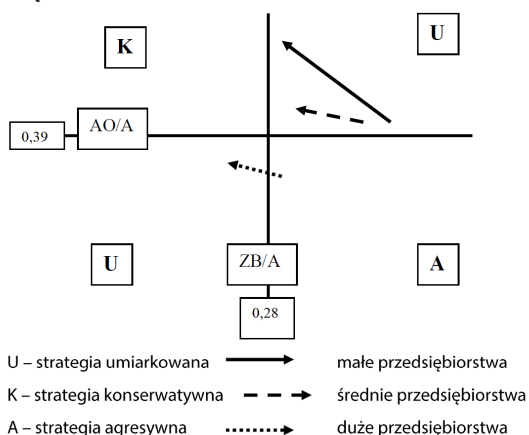 K
U
AO/A
0,39
U
ZB/A
A
0,28
U – strategia umiarkowana
małe przedsiębiorstwa
K – strategia konserwatywna
średnie przedsiębiorstwa
A – strategia agresywna
duże przedsiębiorstwa